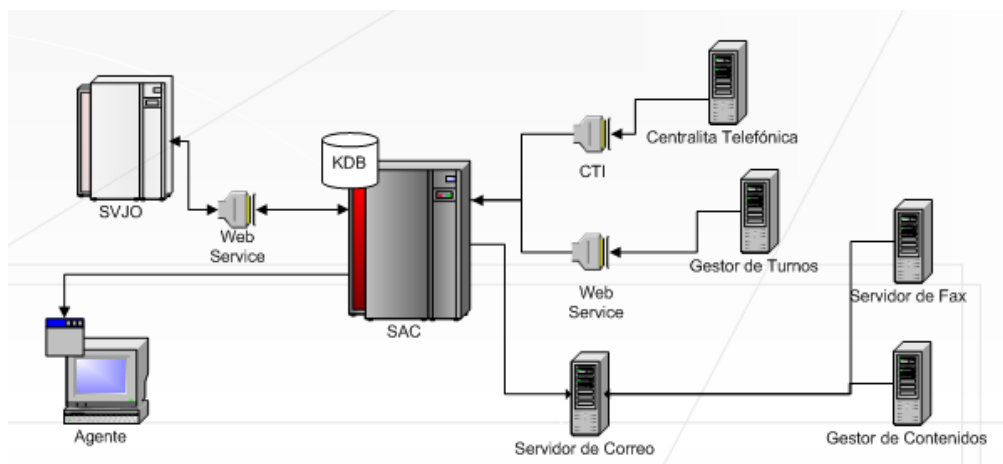 Centralita Telefónica
KDB
CTI
SVJO
Web
Service
Gestor de Turnos
Web
Service
Servidor de Fax
SAC
Agente
Servidor de Correo
Gestor de Contenidos